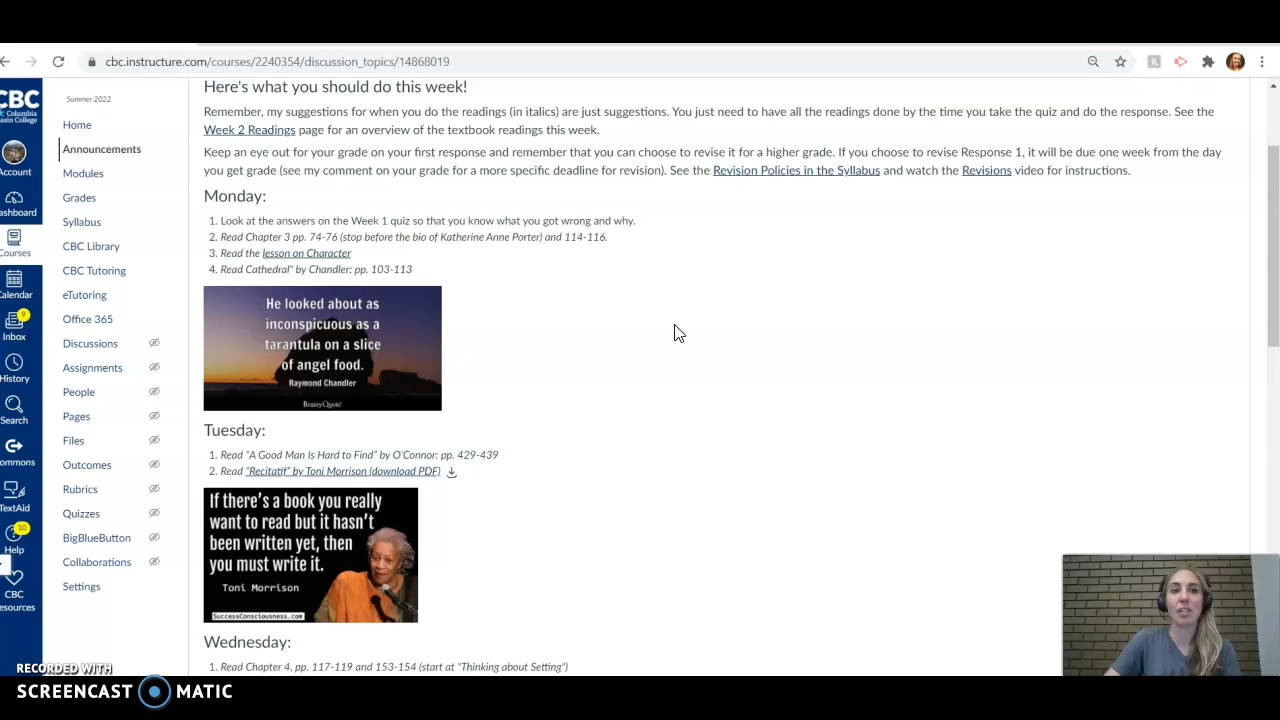 cbc.instructure.com/courses/2240354/discussion_topics/14868019
CBC
Columbia
Basin College
Account
Dashboard
Courses
Calendar
9
Inbox
History
Search
Commons
TextAid
10
Help
CBC
Resources
Summer 2022
Home
Announcements
Modules
Grades
Syllabus
CBC Library
CBC Tutoring
eTutoring
Office 365
Discussions
Assignments
People
Pages
Files
Outcomes
Rubrics
Quizzes
BigBlueButton
Collaborations
Settings
Here's what you should do this week!
Remember, my suggestions for when you do the readings (in italics) are just suggestions. You just need to have all the readings done by the time you take the quiz and do the response. See the
Week 2 Readings page for an overview of the textbook readings this week.
Keep an eye out for your grade on your first response and remember that you can choose to revise it for a higher grade. If you choose to revise Response 1, it will be due one week from the day
you get grade (see my comment on your grade for a more specific deadline for revision). See the Revision Policies in the Syllabus and watch the Revisions video for instructions.
Monday:
1. Look at the answers on the Week 1 quiz so that you know what you got wrong and why.
2. Read Chapter 3 pp. 74-76 (stop before the bio of Katherine Anne Porter) and 114-116.
3. Read the lesson on Character
4. Read Cathedral" by Chandler: pp. 103-113
He looked about as
inconspicuous as a
tarantula on a slice
of angel food.
Raymond Chandler
BrainyQuote®
Tuesday:
1. Read "A Good Man Is Hard to Find" by O'Connor: pp. 429-439
2. Read "Recitatif" by Toni Morrison (download PDF)
If there's a book you really
want to read but it hasn't
been written yet, then
you must write it.
Toni Morrison
SuccessConsciousness.com
Wednesday:
1. Read Chapter 4, pp. 117-119 and 153-154 (start at "Thinking about Setting")
RECORDED WITH
SCREENCAST MATIC